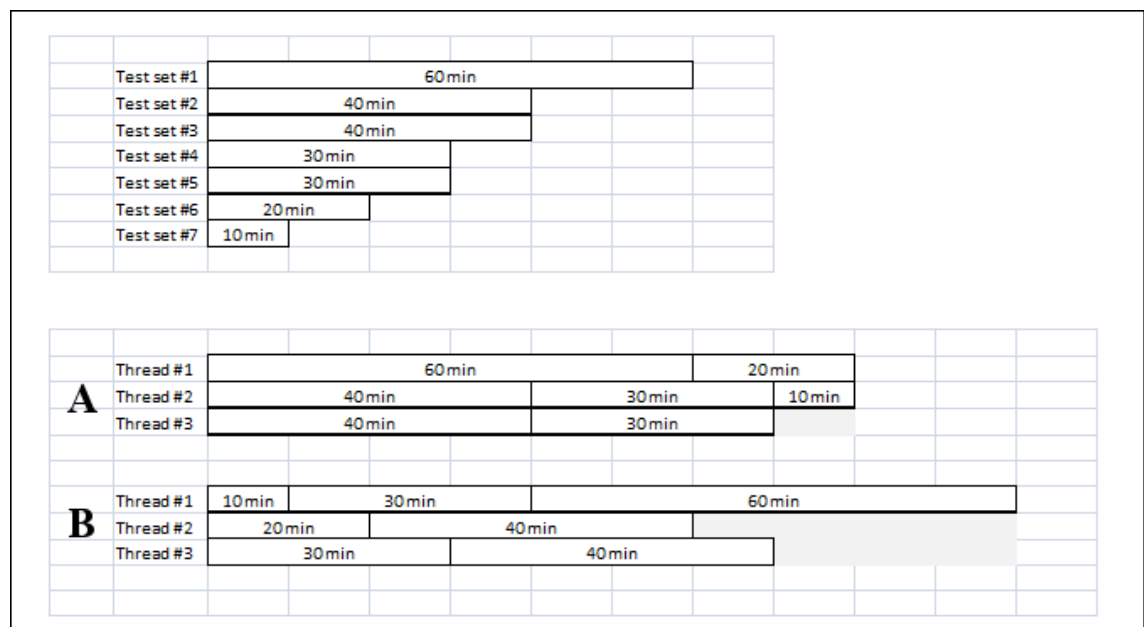 Test set #1 60min
Test set #2 40min
Test set #3 40min
Test set #4 30min
Test set #5 30min
Test set #6 20min
Test set #7 10min
Thread #1 60min 20min
A Thread #2 40min 30min 10min
Thread #3 40min 30min
Thread #1 10min 30min 60min
B Thread #2 20min 40min
Thread #3 30min 40min